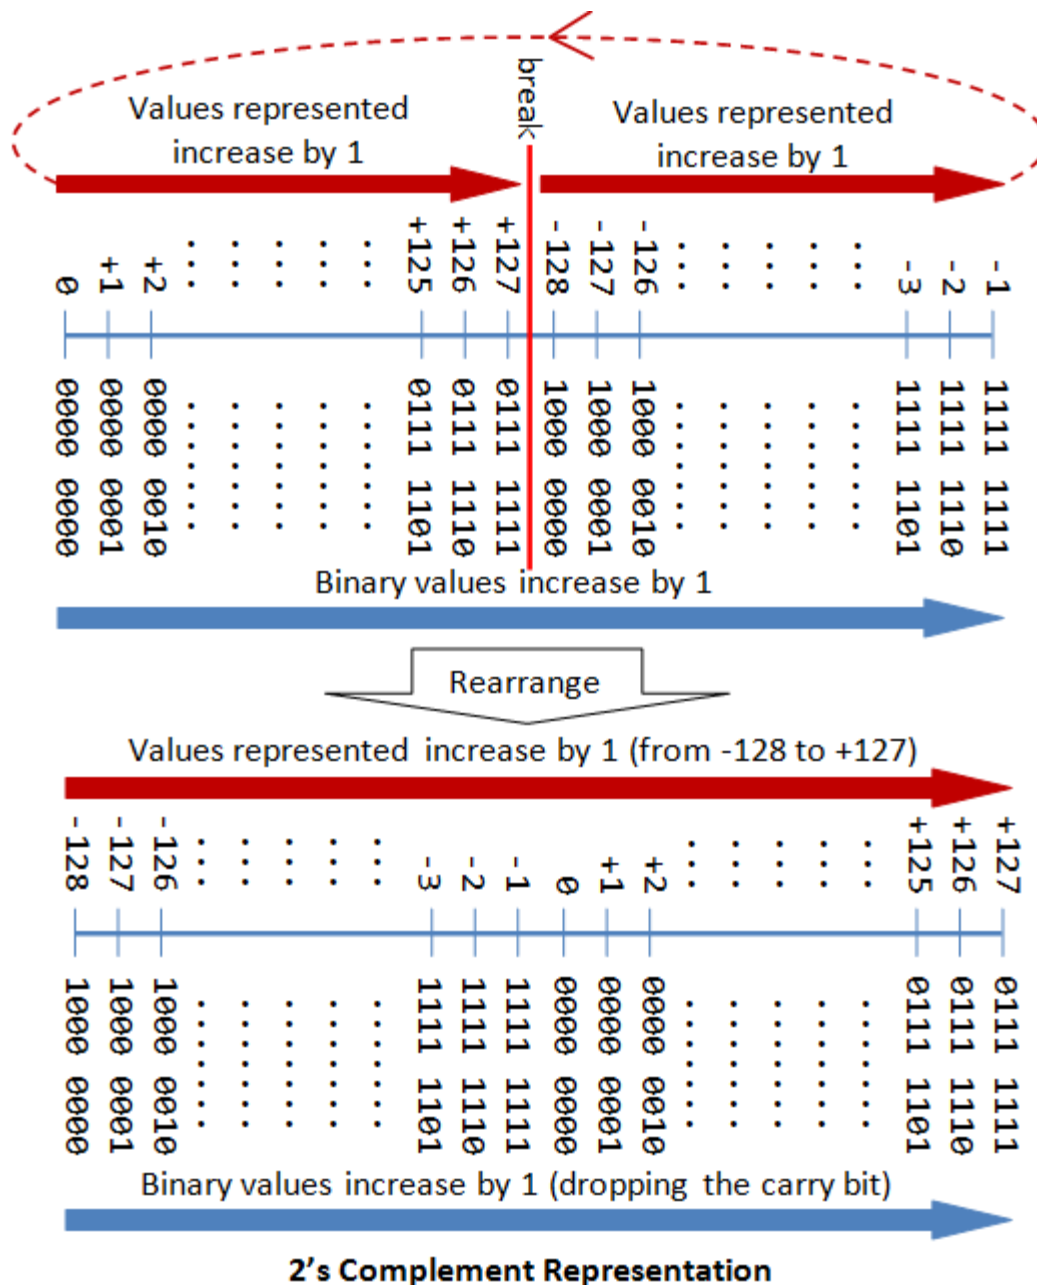 break
Values represented
increase by 1
Values represented
increase by 1
0 +1 +2 ... ... ... ... ... +125 +126 +127 -128 -127 -126 ... ... ... ... ... -3 -2 -1
0000 0000
0000 0001
0000 0010
0111 1101
0111 1110
0111 1111
1000 0000
1000 0001
1000 0010
1111 1101
1111 1110
1111 1111
Binary values increase by 1
Rearrange
Values represented increase by 1 (from -128 to +127)
-128 -127 -126 ... ... ... ... ... -3 -2 -1 0 +1 +2 ... ... ... ... ... +125 +126 +127
1000 0000
1000 0001
1000 0010
1111 1101
1111 1110
1111 1111
0000 0000
0000 0001
0000 0010
0111 1101
0111 1110
0111 1111
Binary values increase by 1 (dropping the carry bit)
2's Complement Representation